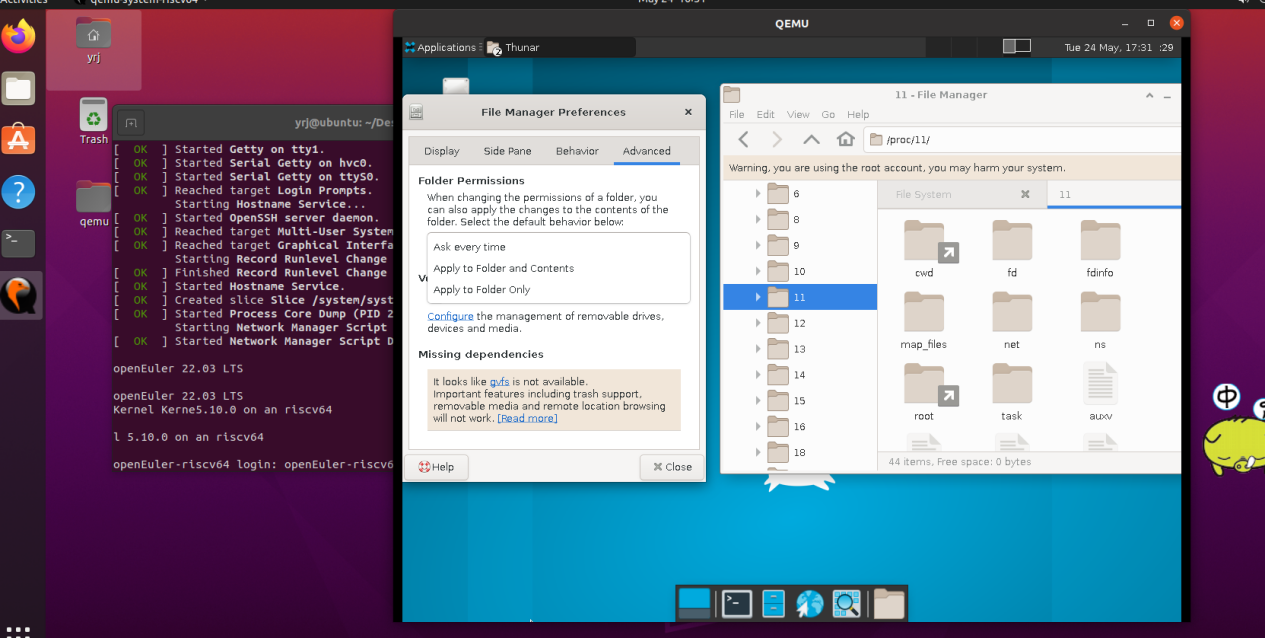 Activities
qemu-system-riscv64
May 24 16:31
yrj
Trash
qemu
yrj@ubuntu: ~/Des
[ OK ] Started Getty on tty1.
[ OK ] Started Serial Getty on hvc0.
[ OK ] Started Serial Getty on ttyS0.
[ OK ] Reached target Login Prompts.
Starting Hostname Service...
[ OK ] Started OpenSSH server daemon.
[ OK ] Reached target Multi-User System
[ OK ] Reached target Graphical Interfa
Starting Record Runlevel Change
[ OK ] Finished Record Runlevel Change
[ OK ] Started Hostname Service.
[ OK ] Created slice Slice /system/syst
[ OK ] Started Process Core Dump (PID 2
Starting Network Manager Script
[ OK ] Started Network Manager Script D
openEuler 22.03 LTS
openEuler 22.03 LTS
Kernel Kerne5.10.0 on an riscv64
l 5.10.0 on an riscv64
openEuler-riscv64 login: openEuler-riscv6
QEMU
Applications
2 Thunar
Tue 24 May, 17:31 :29
File Manager Preferences
Display Side Pane Behavior Advanced
Folder Permissions
When changing the permissions of a folder, you
can also apply the changes to the contents of the
folder. Select the default behavior below:
Ask every time
Apply to Folder and Contents
Apply to Folder Only
Configure the management of removable drives,
devices and media.
Missing dependencies
It looks like gvfs is not available.
Important features including trash support,
removable media and remote location browsing
will not work. [Read more]
Help
Close
11 - File Manager
File Edit View Go Help
/proc/11/
Warning, you are using the root account, you may harm your system.
6
8
9
10
11
12
13
14
15
16
18
File System
11
cwd fd fdinfo
map_files net ns
root task auxv
44 items, Free space: 0 bytes
中